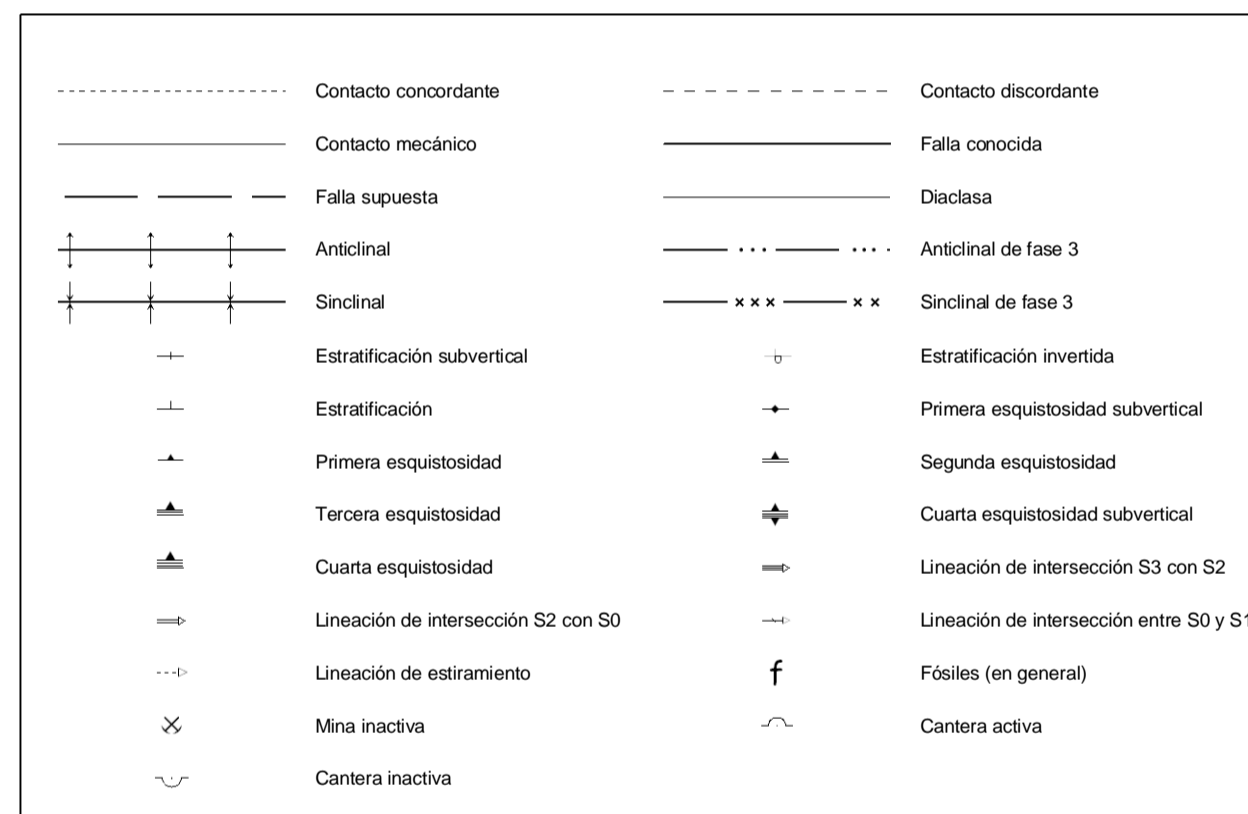 Contacto concordante
Contacto discordante
Contacto mecánico
Falla conocida
Falla supuesta
Diaclasa
Anticlinal
Anticlinal de fase 3
Sinclinal
Sinclinal de fase 3
Estratificación subvertical
Estratificación invertida
Estratificación
Primera esquistosidad subvertical
Primera esquistosidad
Segunda esquistosidad
Tercera esquistosidad
Cuarta esquistosidad subvertical
Cuarta esquistosidad
Lineación de intersección S3 con S2
Lineación de intersección S2 con S0
Lineación de intersección entre S0 y S1
Lineación de estiramiento
f
Fósiles (en general)
Mina inactiva
Cantera activa
Cantera inactiva